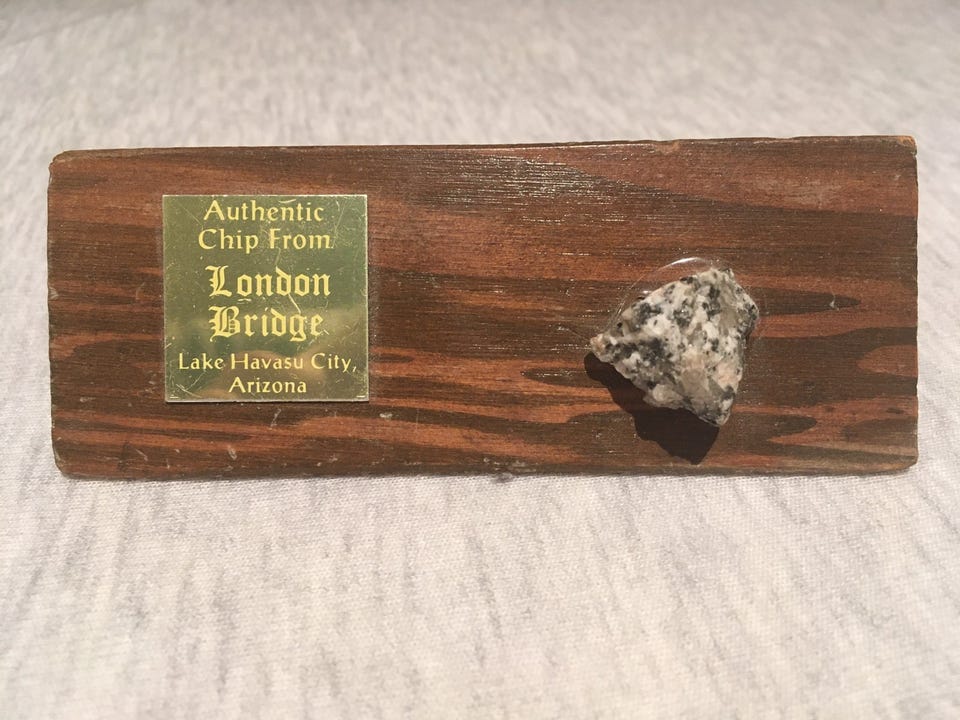 Authentic
Chip From
London
Bridge
Lake Havasu City,
Arizona